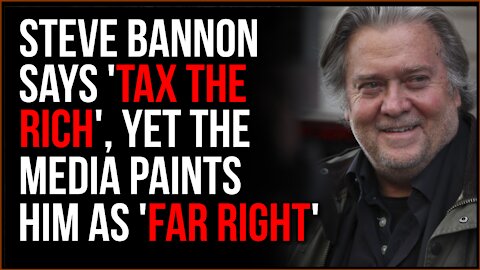 STEVE BANNON
SAYS 'TAX THE
RICH', YET THE
MEDIA PAINTS
HIM AS 'FAR RIGHT'